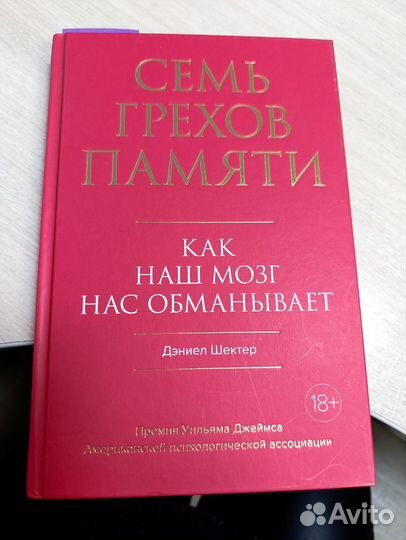 СЕМЬ
ГРЕХОВ
ПАМЯТИ
КАК
НАШ МОЗГ
НАС ОБМАНЫВАЕТ
Дэниел Шектер
18+
Премия Уильяма Джеймса
Американской психологической ассоциации
Avito